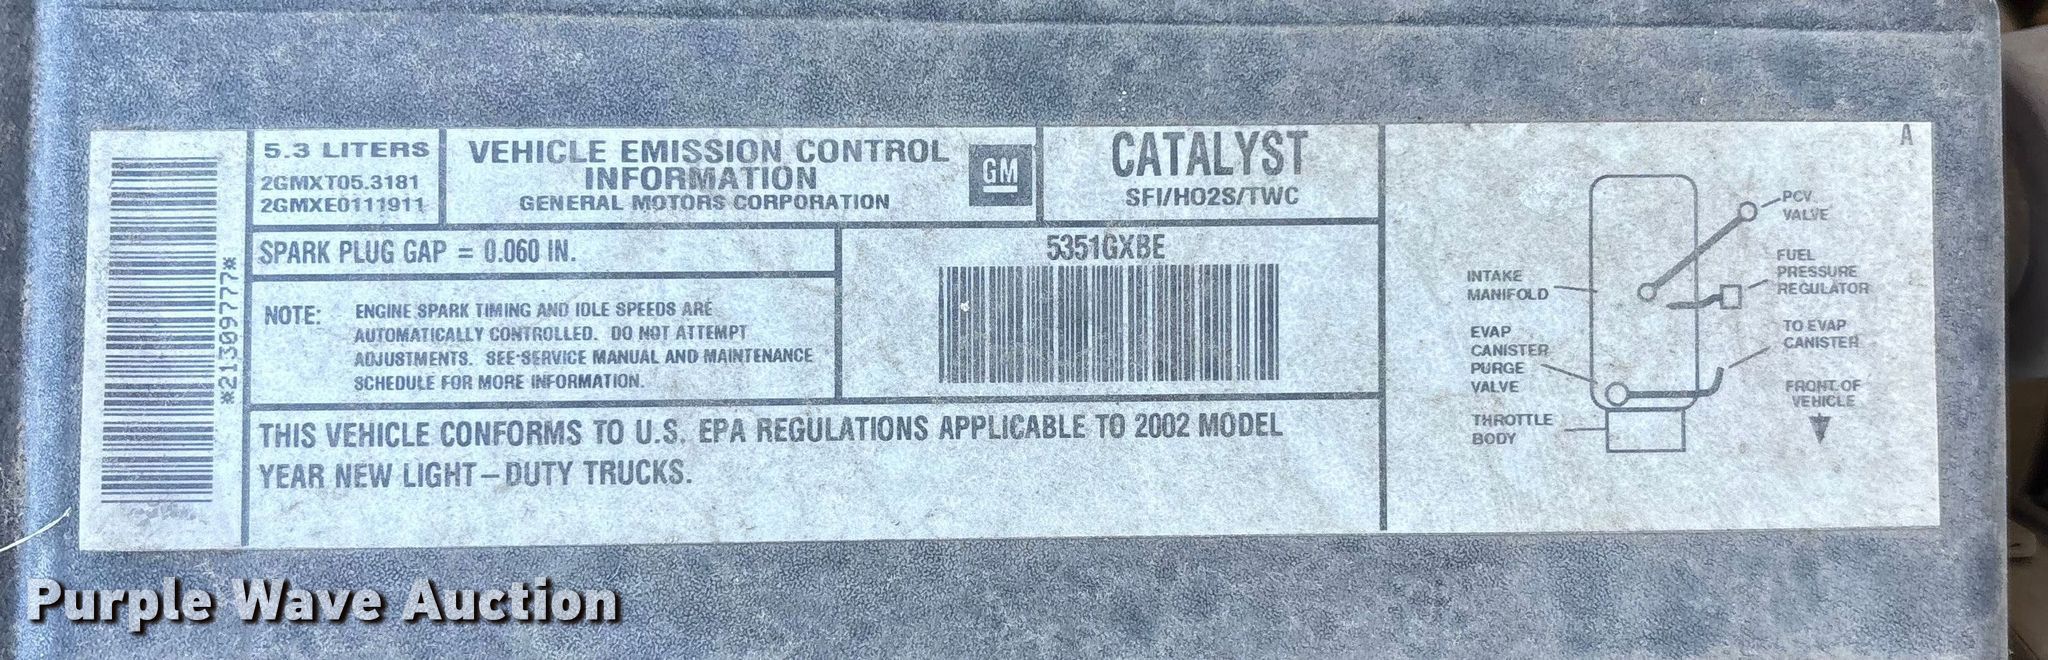 *21309777*
5.3 LITERS
2GMXT05.3181
2GMXE0111911
VEHICLE EMISSION CONTROL
INFORMATION
GENERAL MOTORS CORPORATION
GM
CATALYST
SFI/HO2S/TWC
SPARK PLUG GAP = 0.060 IN.
NOTE: ENGINE SPARK TIMING AND IDLE SPEEDS ARE
AUTOMATICALLY CONTROLLED. DO NOT ATTEMPT
ADJUSTMENTS. SEE SERVICE MANUAL AND MAINTENANCE
SCHEDULE FOR MORE INFORMATION.
5351GXBE
THIS VEHICLE CONFORMS TO U.S. EPA REGULATIONS APPLICABLE TO 2002 MODEL
YEAR NEW LIGHT-DUTY TRUCKS.
A
PCV
VALVE
FUEL
PRESSURE
REGULATOR
INTAKE
MANIFOLD
TO EVAP
CANISTER
EVAP
CANISTER
PURGE
VALVE
FRONT OF
VEHICLE
THROTTLE
BODY
Purple Wave Auction